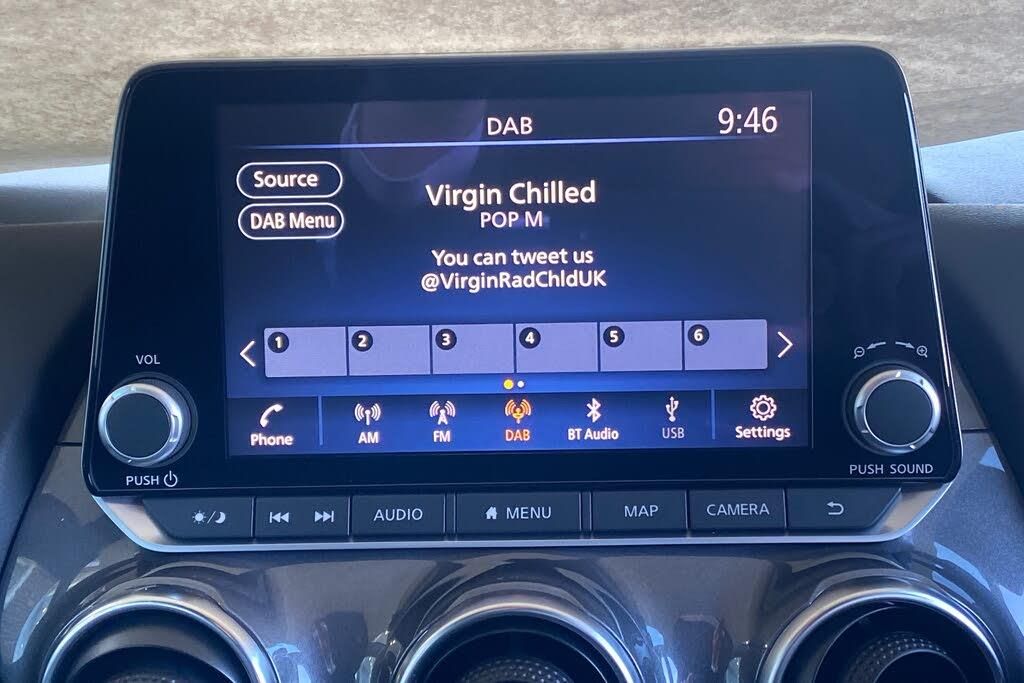 DAB
9:46
Source
DAB Menu
Virgin Chilled
POP M
You can tweet us
@VirginRadChldUK
1 2 3 4 5 6
Phone
AM
FM
DAB
BT Audio
USB
Settings
VOL
PUSH
PUSH SOUND
AUDIO
MENU
MAP
CAMERA